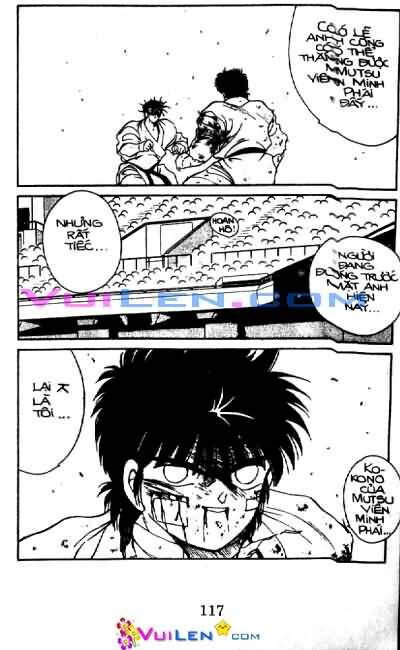 CÓ LẼ
ANH CŨNG
CÓ THỂ
THẮNG ĐƯỢC
MUTSU
VIÊN MINH
PHÁI
ĐẤY...
NHƯNG
RẤT
TIẾC...
HOAN
HÔ!
NGƯỜI
ĐANG
ĐỨNG TRƯỚC
MẶT ANH
HIỆN
NAY...
VUILEN.COM
LẠI
LÀ
TÔI...
KO-
KONO
CỦA
MUTSU
VIÊN
MINH
PHÁI...
117
VUILEN.COM